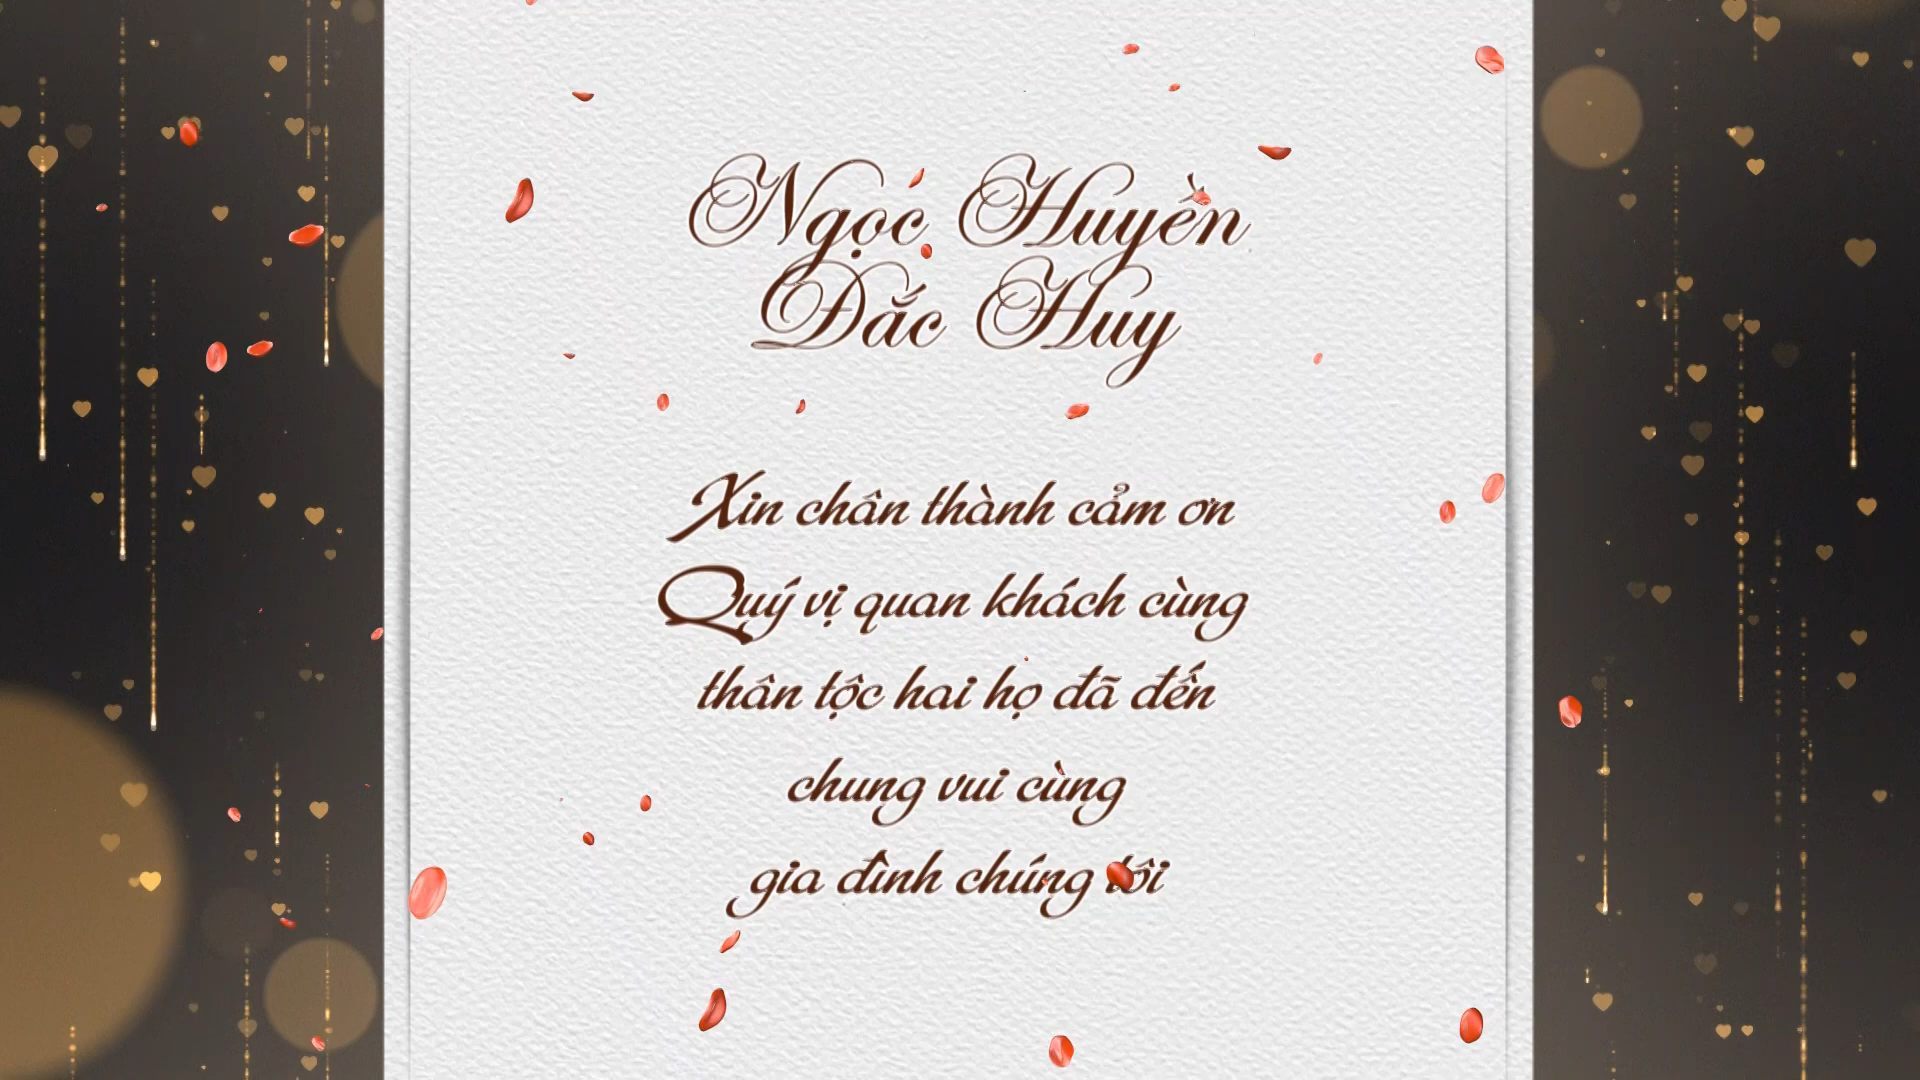 Ngọc Huyền
Đắc Huy
Xin chân thành cảm ơn
Quý vị quan khách cùng
thân tộc hai họ đã đến
chung vui cùng
gia đình chúng tôi